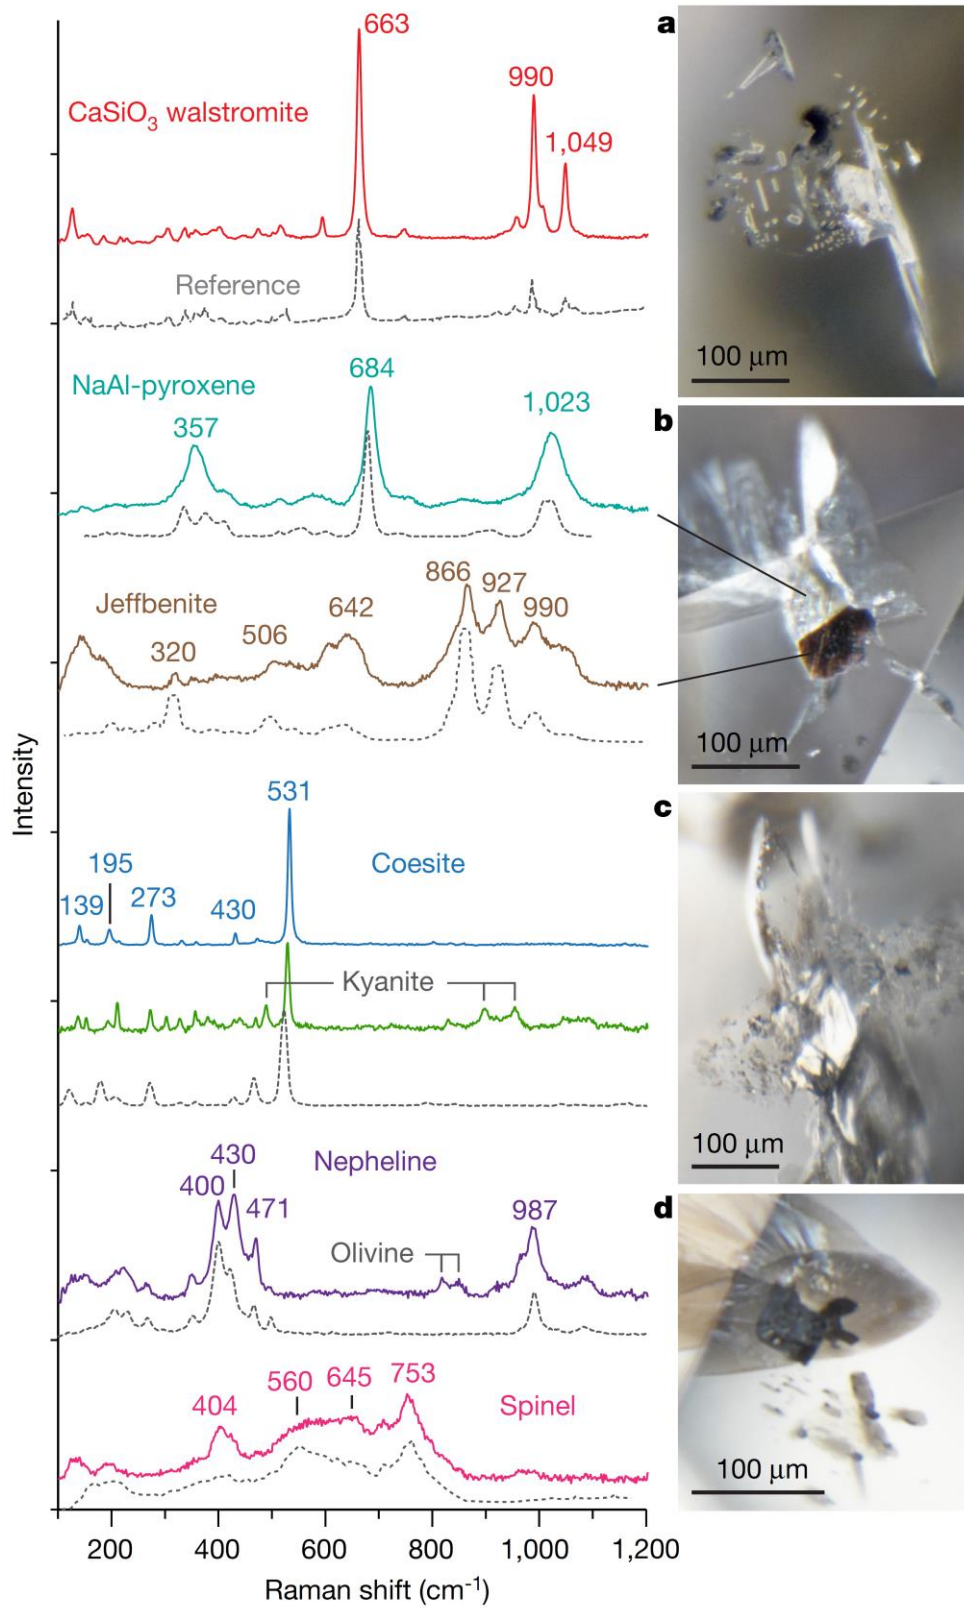 663
a
990
CaSiO₃ walstromite
1,049
Reference
100 μm
684
NaAl-pyroxene
1,023
357
b
866
927
Jeffbenite
642
990
506
320
100 μm
Intensity
531
c
195
Coesite
139
273
430
Kyanite
100 μm
430
Nepheline
400
471
987
d
Olivine
560
645
753
404
Spinel
100 μm
200 400 600 800 1,000 1,200
Raman shift (cm⁻¹)